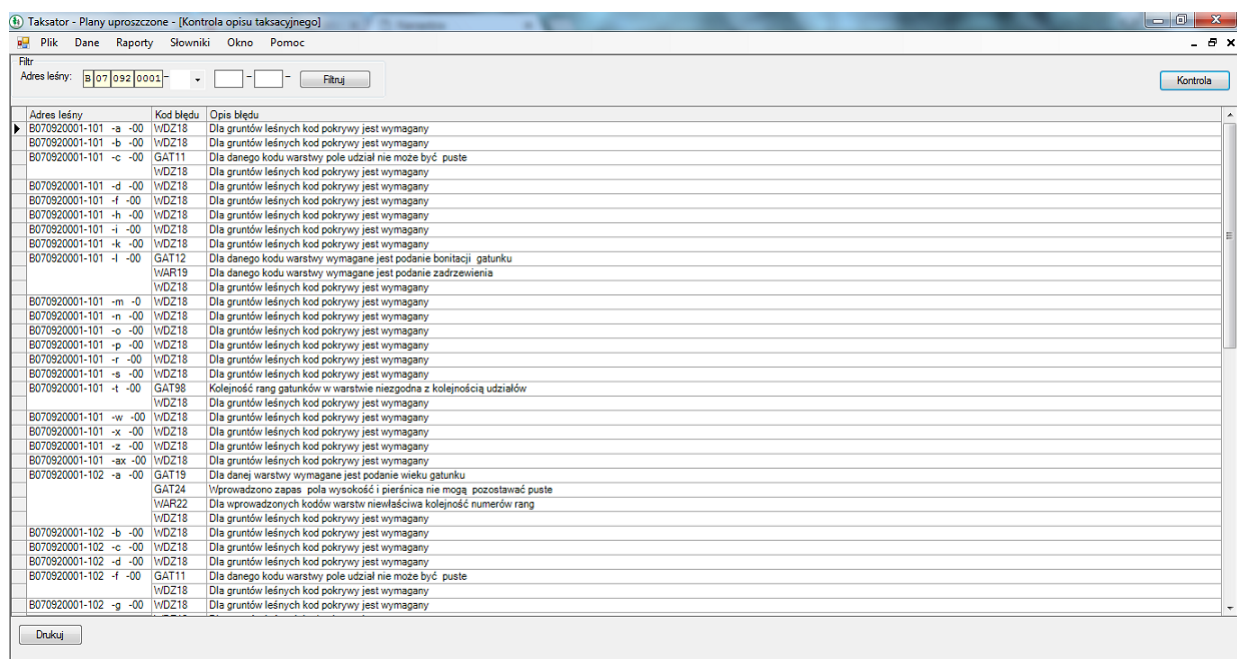 Taksator - Plany uproszczone - [Kontrola opisu taksacyjnego]
Plik Dane Raporty Słowniki Okno Pomoc
Filtr
Adres leśny: B 07 092 0001 - - - Filtruj Kontrola
Adres leśny Kod błędu Opis błędu
B070920001-101 -a -00 WDZ18 Dla gruntów leśnych kod pokrywy jest wymagany
B070920001-101 -b -00 WDZ18 Dla gruntów leśnych kod pokrywy jest wymagany
B070920001-101 -c -00 GAT11 Dla danego kodu warstwy pole udział nie może być puste
WDZ18 Dla gruntów leśnych kod pokrywy jest wymagany
B070920001-101 -d -00 WDZ18 Dla gruntów leśnych kod pokrywy jest wymagany
B070920001-101 -f -00 WDZ18 Dla gruntów leśnych kod pokrywy jest wymagany
B070920001-101 -h -00 WDZ18 Dla gruntów leśnych kod pokrywy jest wymagany
B070920001-101 -i -00 WDZ18 Dla gruntów leśnych kod pokrywy jest wymagany
B070920001-101 -k -00 WDZ18 Dla gruntów leśnych kod pokrywy jest wymagany
B070920001-101 -l -00 GAT12 Dla danego kodu warstwy wymagane jest podanie bonitacji gatunku
WAR19 Dla danego kodu warstwy wymagane jest podanie zadrzewienia
WDZ18 Dla gruntów leśnych kod pokrywy jest wymagany
B070920001-101 -m -0 WDZ18 Dla gruntów leśnych kod pokrywy jest wymagany
B070920001-101 -n -00 WDZ18 Dla gruntów leśnych kod pokrywy jest wymagany
B070920001-101 -o -00 WDZ18 Dla gruntów leśnych kod pokrywy jest wymagany
B070920001-101 -p -00 WDZ18 Dla gruntów leśnych kod pokrywy jest wymagany
B070920001-101 -r -00 WDZ18 Dla gruntów leśnych kod pokrywy jest wymagany
B070920001-101 -s -00 WDZ18 Dla gruntów leśnych kod pokrywy jest wymagany
B070920001-101 -t -00 GAT98 Kolejność rang gatunków w warstwie niezgodna z kolejnością udziałów
WDZ18 Dla gruntów leśnych kod pokrywy jest wymagany
B070920001-101 -w -00 WDZ18 Dla gruntów leśnych kod pokrywy jest wymagany
B070920001-101 -x -00 WDZ18 Dla gruntów leśnych kod pokrywy jest wymagany
B070920001-101 -z -00 WDZ18 Dla gruntów leśnych kod pokrywy jest wymagany
B070920001-101 -ax -00 WDZ18 Dla gruntów leśnych kod pokrywy jest wymagany
B070920001-102 -a -00 GAT19 Dla danej warstwy wymagane jest podanie wieku gatunku
GAT24 Wprowadzono zapas pola wysokość i pierśnica nie mogą pozostawać puste
WAR22 Dla wprowadzonych kodów warstw niewłaściwa kolejność numerów rang
WDZ18 Dla gruntów leśnych kod pokrywy jest wymagany
B070920001-102 -b -00 WDZ18 Dla gruntów leśnych kod pokrywy jest wymagany
B070920001-102 -c -00 WDZ18 Dla gruntów leśnych kod pokrywy jest wymagany
B070920001-102 -d -00 WDZ18 Dla gruntów leśnych kod pokrywy jest wymagany
B070920001-102 -f -00 GAT11 Dla danego kodu warstwy pole udział nie może być puste
WDZ18 Dla gruntów leśnych kod pokrywy jest wymagany
B070920001-102 -g -00 WDZ18 Dla gruntów leśnych kod pokrywy jest wymagany
Drukuj